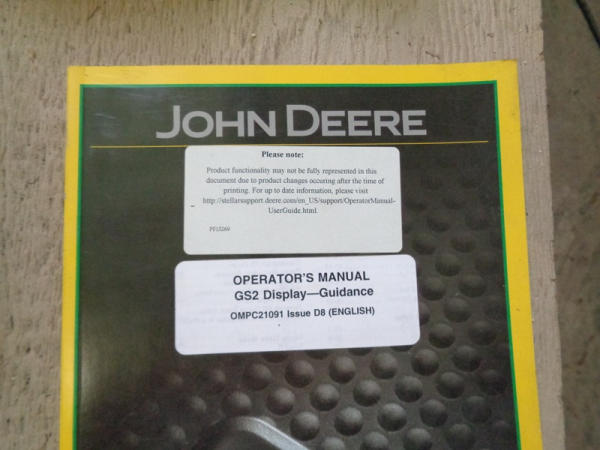 JOHN DEERE
Please note:
Product functionality may not be fully represented in this
document due to product changes occuring after the time of
printing. For up to date information, please visit
http://stellarsupport.deere.com/en_US/support/OperatorManual-
UserGuide.html.
PF15269
OPERATOR'S MANUAL
GS2 Display—Guidance
OMPC21091 Issue D8 (ENGLISH)